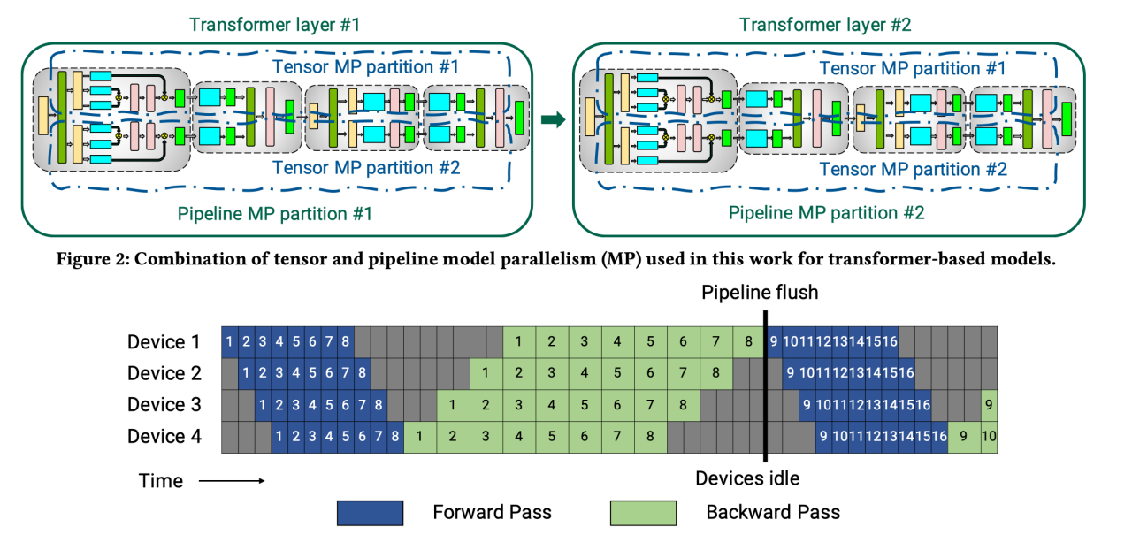 Transformer layer #1
Transformer layer #2
Tensor MP partition #1
Tensor MP partition #1
Tensor MP partition #2
Tensor MP partition #2
Pipeline MP partition #1
Pipeline MP partition #2
Figure 2: Combination of tensor and pipeline model parallelism (MP) used in this work for transformer-based models.
Pipeline flush
Device 1 1 2 3 4 5 6 7 8 1 2 3 4 5 6 7 8 9 10 11 12 13 14 15 16
Device 2 1 2 3 4 5 6 7 8 1 2 3 4 5 6 7 8 9 10 11 12 13 14 15 16
Device 3 1 2 3 4 5 6 7 8 1 2 3 4 5 6 7 8 9 10 11 12 13 14 15 16 9
Device 4 1 2 3 4 5 6 7 8 1 2 3 4 5 6 7 8 9 10 11 12 13 14 15 16 9 10
Time
Devices idle
Forward Pass
Backward Pass